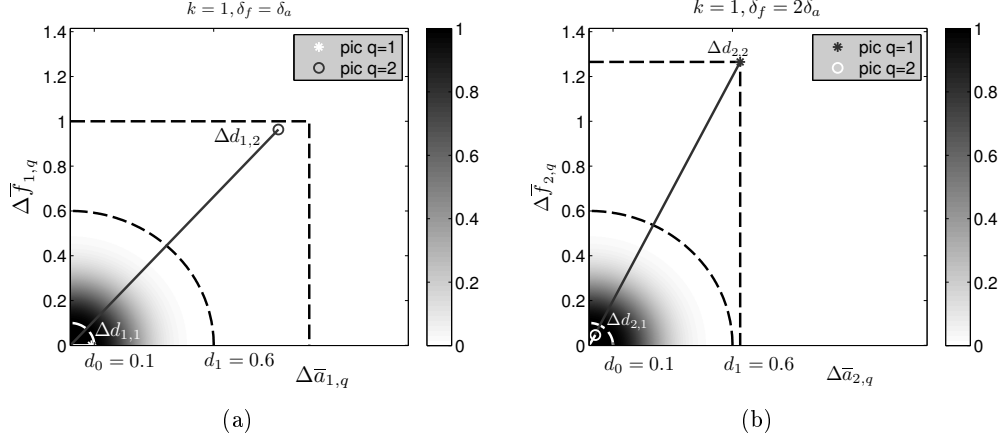 k = 1, δ_f = δ_a
1.4
1.2
1
0.8
0.6
0.4
0.2
0
Δf̅_{1,q}
pic q=1
pic q=2
Δd_{1,2}
Δd_{1,1}
d_0 = 0.1
d_1 = 0.6
Δa̅_{1,q}
1
0.8
0.6
0.4
0.2
0
(a)
k = 1, δ_f = 2δ_a
1.4
1.2
1
0.8
0.6
0.4
0.2
0
Δf̅_{2,q}
pic q=1
pic q=2
Δd_{2,2}
Δd_{2,1}
d_0 = 0.1
d_1 = 0.6
Δa̅_{2,q}
1
0.8
0.6
0.4
0.2
0
(b)